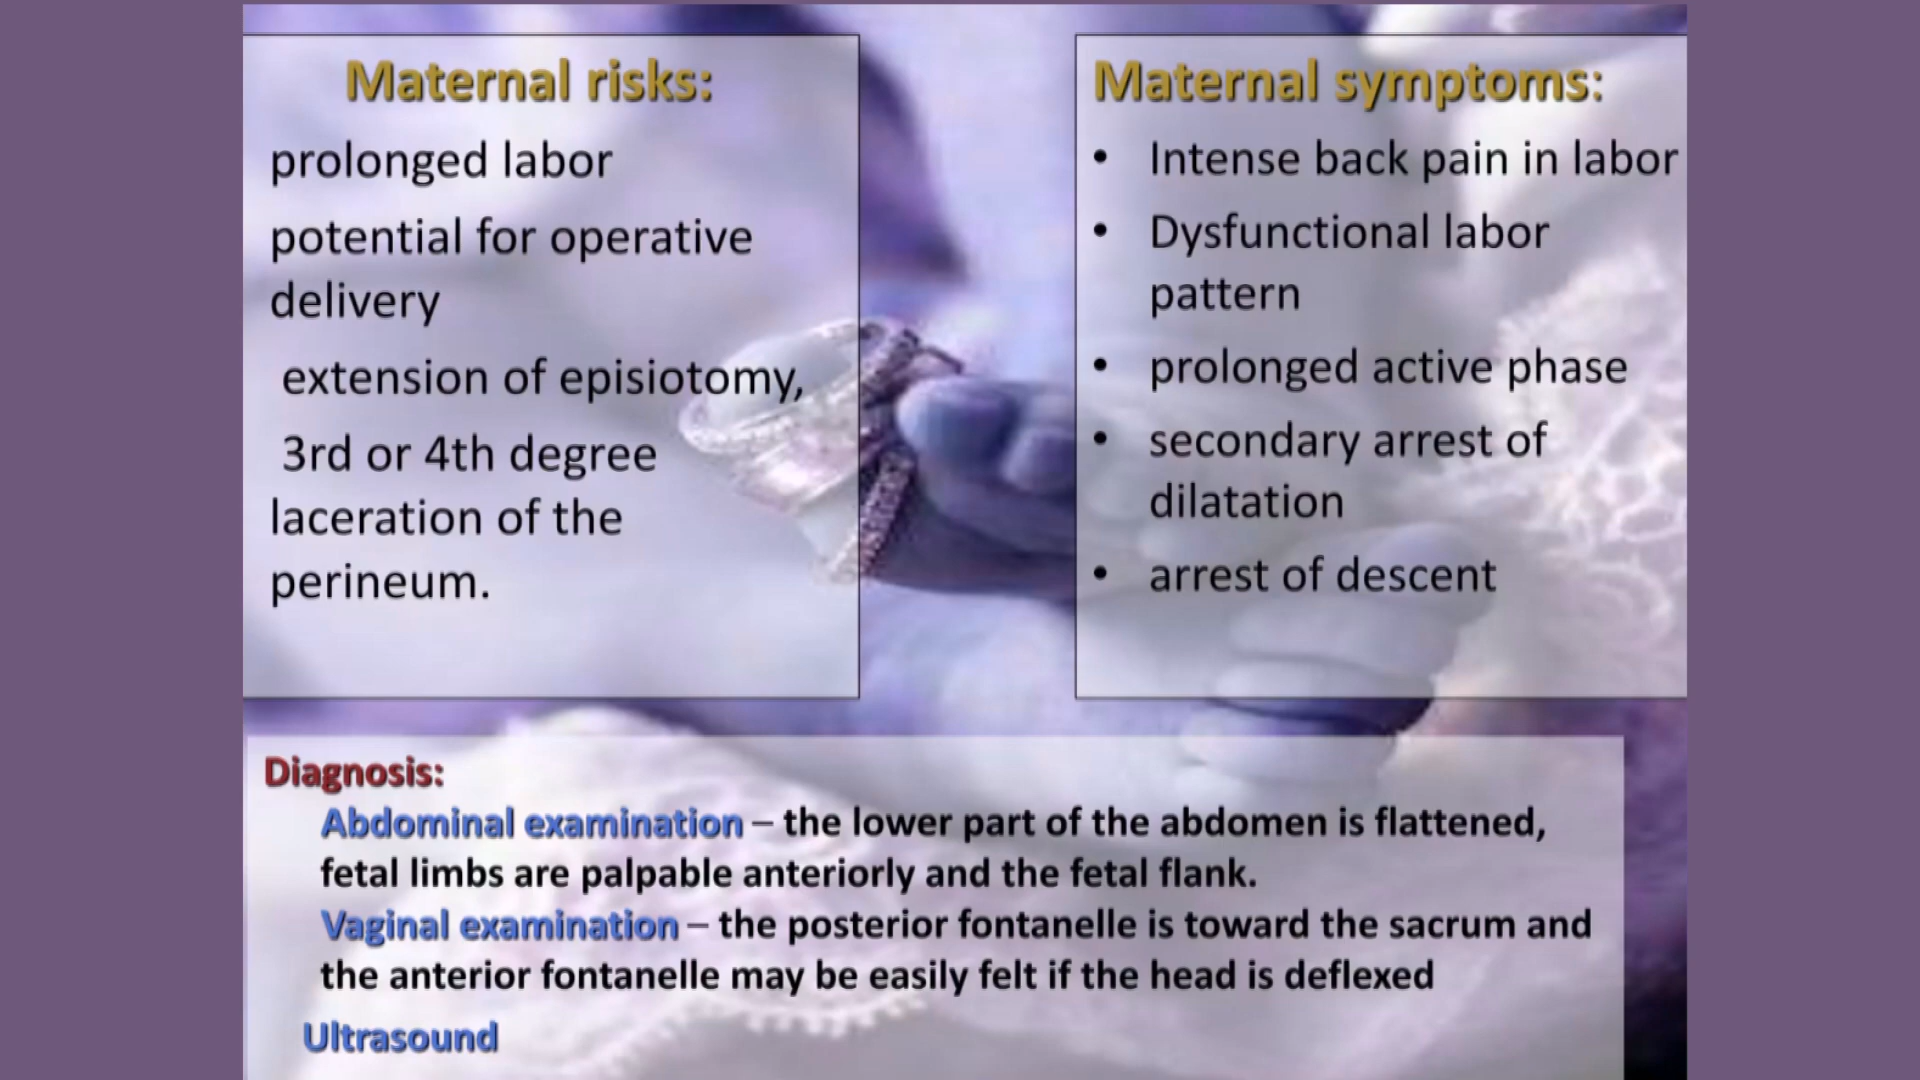 Maternal risks:
prolonged labor
potential for operative
delivery
extension of episiotomy,
3rd or 4th degree
laceration of the
perineum.
Maternal symptoms:
• Intense back pain in labor
• Dysfunctional labor
pattern
• prolonged active phase
• secondary arrest of
dilatation
• arrest of descent
Diagnosis:
Abdominal examination – the lower part of the abdomen is flattened,
fetal limbs are palpable anteriorly and the fetal flank.
Vaginal examination – the posterior fontanelle is toward the sacrum and
the anterior fontanelle may be easily felt if the head is deflexed
Ultrasound